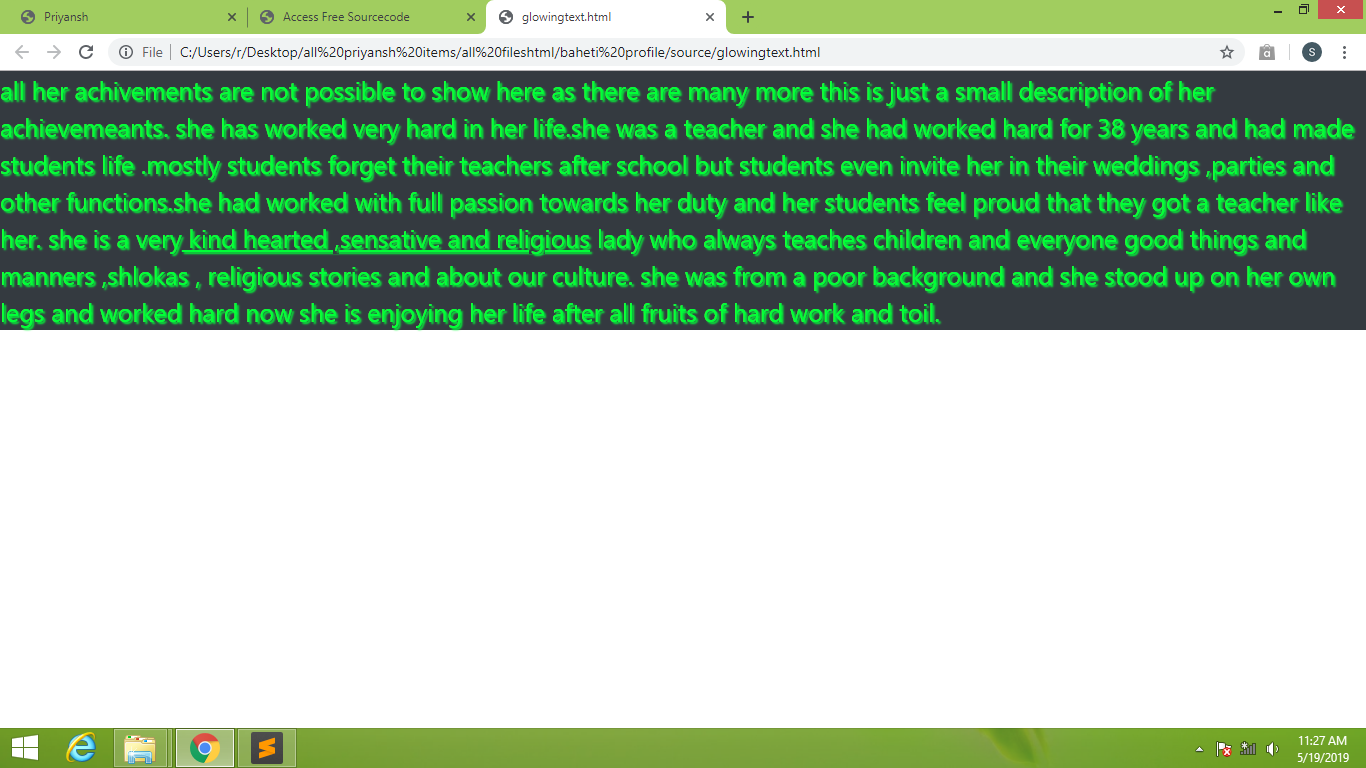 Priyansh
Access Free Sourcecode
glowingtext.html
File
C:/Users/r/Desktop/all%20priyansh%20items/all%20fileshtml/baheti%20profile/source/glowingtext.html
S
all her achivements are not possible to show here as there are many more this is just a small description of her
achievemeants. she has worked very hard in her life.she was a teacher and she had worked hard for 38 years and had made
students life .mostly students forget their teachers after school but students even invite her in their weddings ,parties and
other functions.she had worked with full passion towards her duty and her students feel proud that they got a teacher like
her. she is a very kind hearted ,sensative and religious lady who always teaches children and everyone good things and
manners ,shlokas , religious stories and about our culture. she was from a poor background and she stood up on her own
legs and worked hard now she is enjoying her life after all fruits of hard work and toil.
11:27 AM
5/19/2019